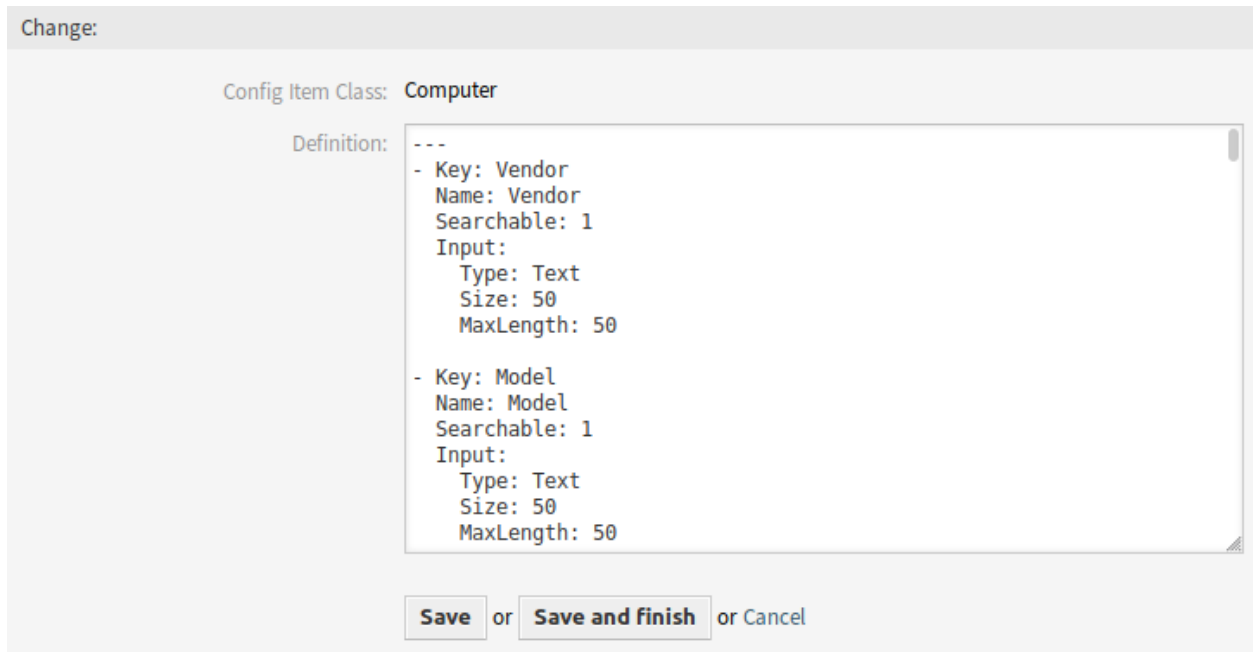 Change:
Config Item Class: Computer
Definition:
---
- Key: Vendor
  Name: Vendor
  Searchable: 1
  Input:
    Type: Text
    Size: 50
    MaxLength: 50

- Key: Model
  Name: Model
  Searchable: 1
  Input:
    Type: Text
    Size: 50
    MaxLength: 50
Save or Save and finish or Cancel